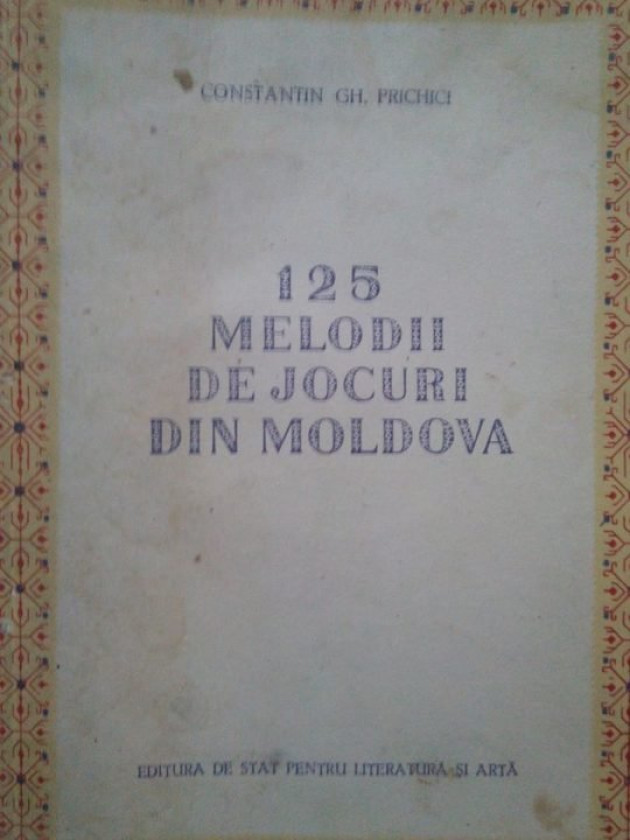 CONSTANTIN GH. PRICHICI
125
MELODII
DE JOCURI
DIN MOLDOVA
EDITURA DE STAT PENTRU LITERATURĂ ȘI ARTĂ